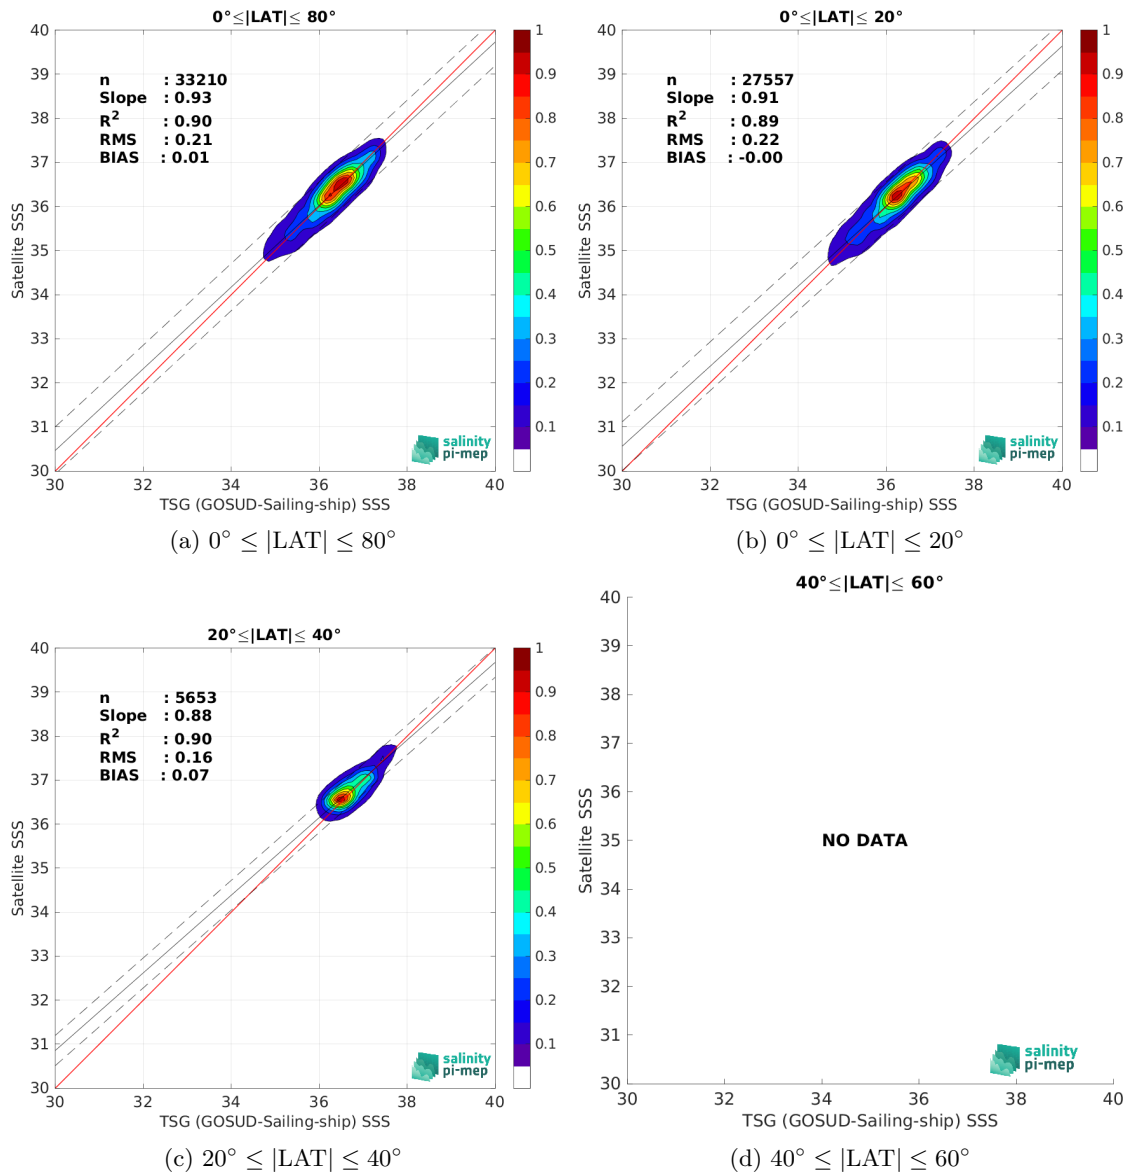 0°≤|LAT|≤ 80°
40
39
38
37
36
35
34
33
32
31
30
n : 33210
Slope : 0.93
R² : 0.90
RMS : 0.21
BIAS : 0.01
Satellite SSS
30 32 34 36 38 40
TSG (GOSUD-Sailing-ship) SSS
1
0.9
0.8
0.7
0.6
0.5
0.4
0.3
0.2
0.1
salinity
pi-mep
(a) 0° ≤ |LAT| ≤ 80°
0°≤|LAT|≤ 20°
40
39
38
37
36
35
34
33
32
31
30
n : 27557
Slope : 0.91
R² : 0.89
RMS : 0.22
BIAS : -0.00
Satellite SSS
30 32 34 36 38 40
TSG (GOSUD-Sailing-ship) SSS
1
0.9
0.8
0.7
0.6
0.5
0.4
0.3
0.2
0.1
salinity
pi-mep
(b) 0° ≤ |LAT| ≤ 20°
20°≤|LAT|≤ 40°
40
39
38
37
36
35
34
33
32
31
30
n : 5653
Slope : 0.88
R² : 0.90
RMS : 0.16
BIAS : 0.07
Satellite SSS
30 32 34 36 38 40
TSG (GOSUD-Sailing-ship) SSS
1
0.9
0.8
0.7
0.6
0.5
0.4
0.3
0.2
0.1
salinity
pi-mep
(c) 20° ≤ |LAT| ≤ 40°
40°≤|LAT|≤ 60°
40
39
38
37
36
35
34
33
32
31
30
NO DATA
Satellite SSS
30 32 34 36 38 40
TSG (GOSUD-Sailing-ship) SSS
salinity
pi-mep
(d) 40° ≤ |LAT| ≤ 60°